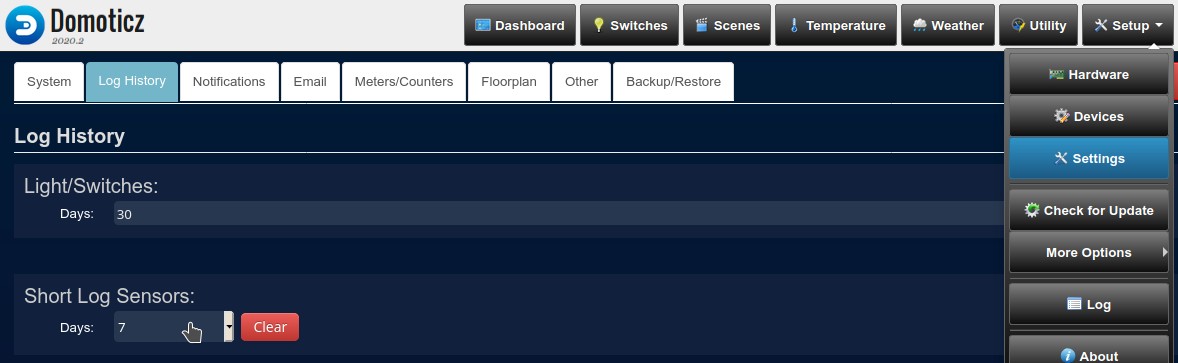 Domoticz
2020.2
Dashboard Switches Scenes Temperature Weather Utility Setup
System Log History Notifications Email Meters/Counters Floorplan Other Backup/Restore
Hardware
Devices
Settings
Check for Update
More Options
Log
About
Log History
Light/Switches:
Days: 30
Short Log Sensors:
Days: 7 Clear